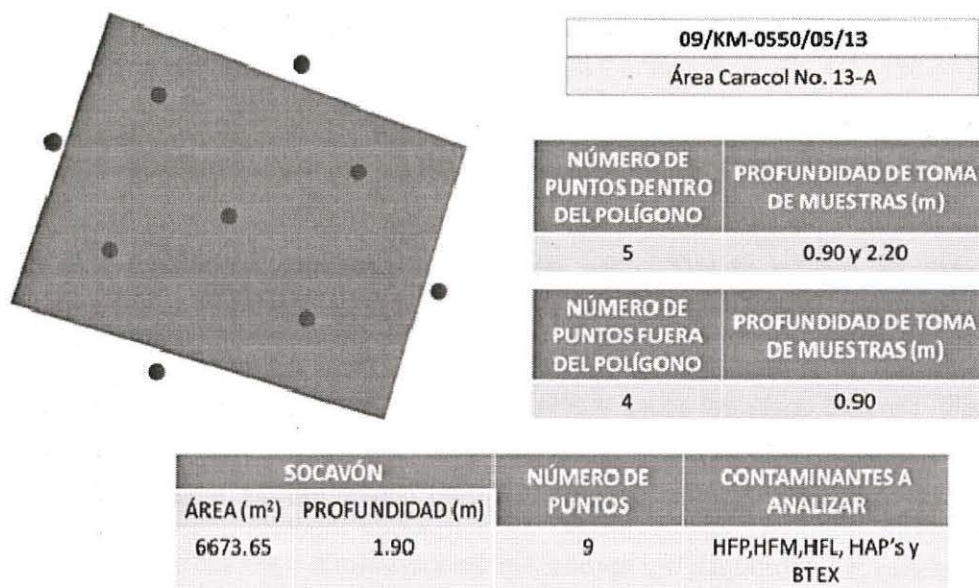 09/KM-0550/05/13
Área Caracol No. 13-A
NÚMERO DE
PUNTOS DENTRO
DEL POLÍGONO
PROFUNDIDAD DE TOMA
DE MUESTRAS (m)
5
0.90 y 2.20
NÚMERO DE
PUNTOS FUERA
DEL POLÍGONO
PROFUNDIDAD DE TOMA
DE MUESTRAS (m)
4
0.90
SOCAVÓN
NÚMERO DE
PUNTOS
CONTAMINANTES A
ANALIZAR
ÁREA (m²)
PROFUNDIDAD (m)
6673.65
1.90
9
HFP,HFM,HFL, HAP's y
BTEX